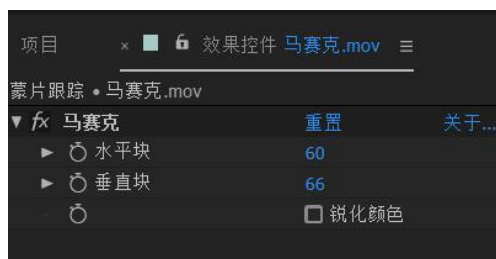 项目 × 效果控件 马赛克.mov ≡
蒙片跟踪 • 马赛克.mov
fx 马赛克 重置 关于...
水平块 60
垂直块 66
锐化颜色